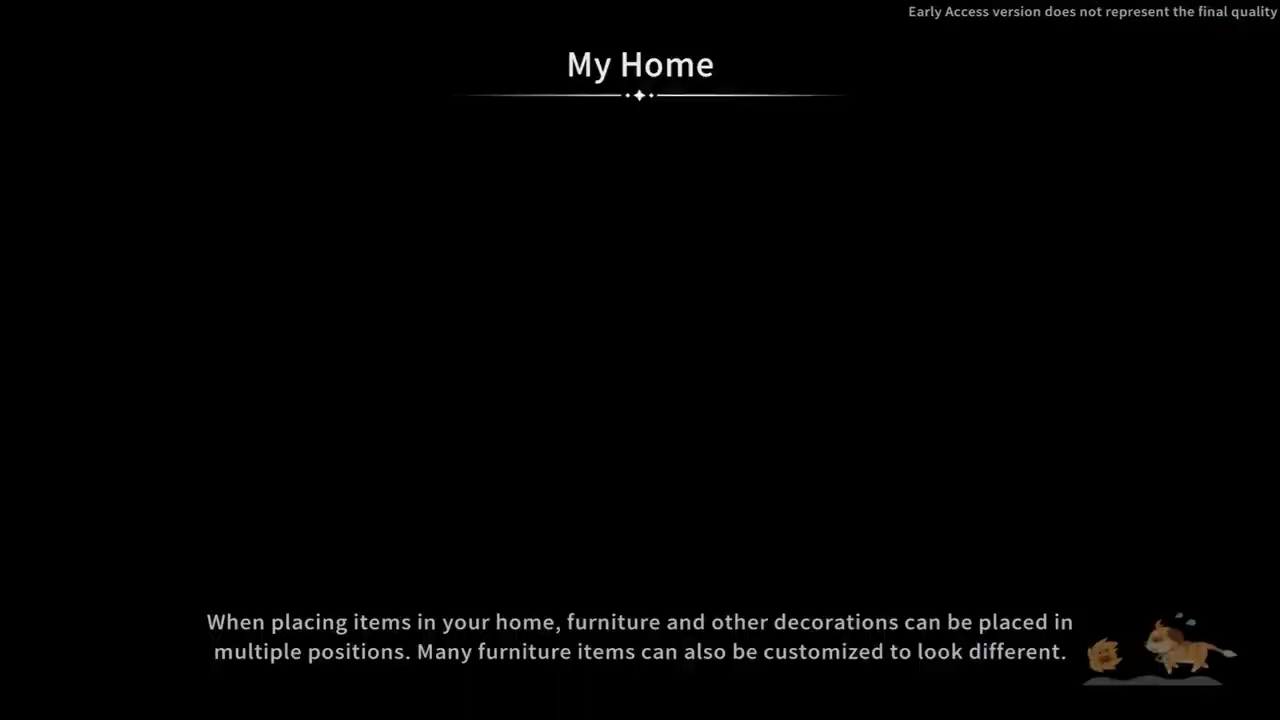 Early Access version does not represent the final quality
My Home
When placing items in your home, furniture and other decorations can be placed in
multiple positions. Many furniture items can also be customized to look different.